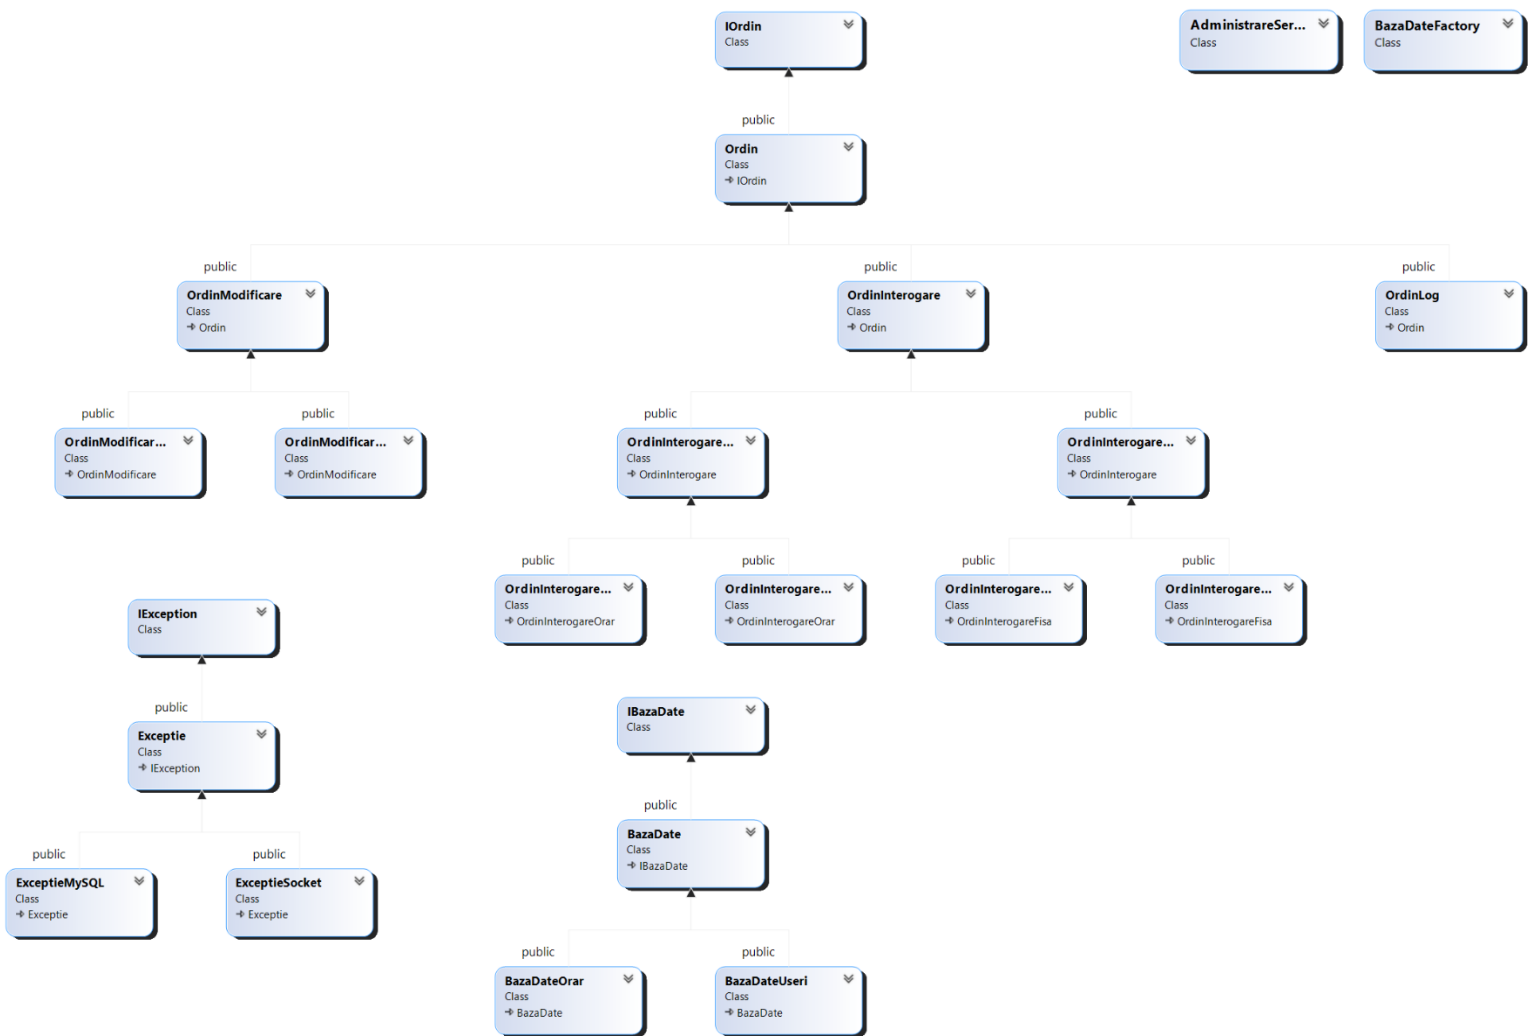 IOrdin
Class
AdministrareSer...
Class
BazaDateFactory
Class
public
Ordin
Class
IOrdin
public
OrdinModificare
Class
Ordin
public
OrdinInterogare
Class
Ordin
public
OrdinLog
Class
Ordin
public
OrdinModificar...
Class
OrdinModificare
public
OrdinModificar...
Class
OrdinModificare
public
OrdinInterogare...
Class
OrdinInterogare
public
OrdinInterogare...
Class
OrdinInterogare
public
OrdinInterogare...
Class
OrdinInterogareOrar
public
OrdinInterogare...
Class
OrdinInterogareOrar
public
OrdinInterogare...
Class
OrdinInterogareFisa
public
OrdinInterogare...
Class
OrdinInterogareFisa
IException
Class
public
Exceptie
Class
IException
public
ExceptieMySQL
Class
Exceptie
public
ExceptieSocket
Class
Exceptie
IBazaDate
Class
public
BazaDate
Class
IBazaDate
public
BazaDateOrar
Class
BazaDate
public
BazaDateUseri
Class
BazaDate